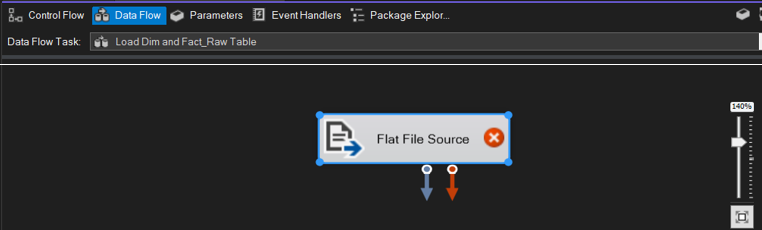 Control Flow Data Flow Parameters Event Handlers Package Explor...
Data Flow Task: Load Dim and Fact_Raw Table
140%
Flat File Source